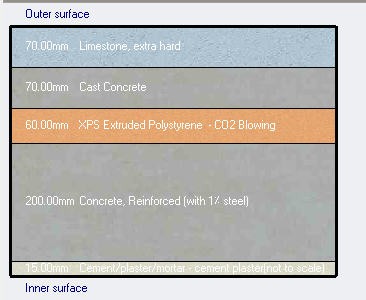 Outer surface
70.00mm Limestone, extra hard
70.00mm Cast Concrete
60.00mm XPS Extruded Polystyrene - CO2 Blowing
200.00mm Concrete, Reinforced (with 1% steel)
15.00mm Cement/plaster/mortar - cement plaster(not to scale)
Inner surface